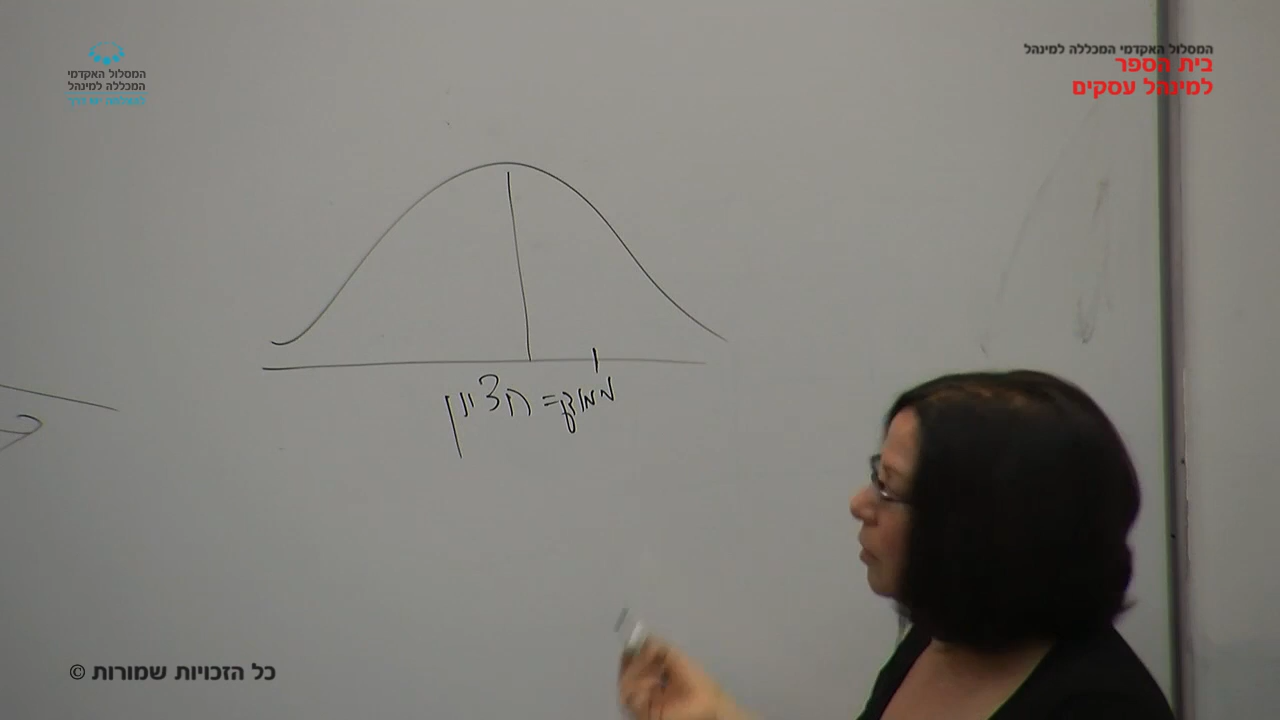 המסלול האקדמי המכללה למינהל
בית הספר
למינהל עסקים
המסלול האקדמי
המכללה למינהל
ממוצע = חציון
כל הזכויות שמורות ©